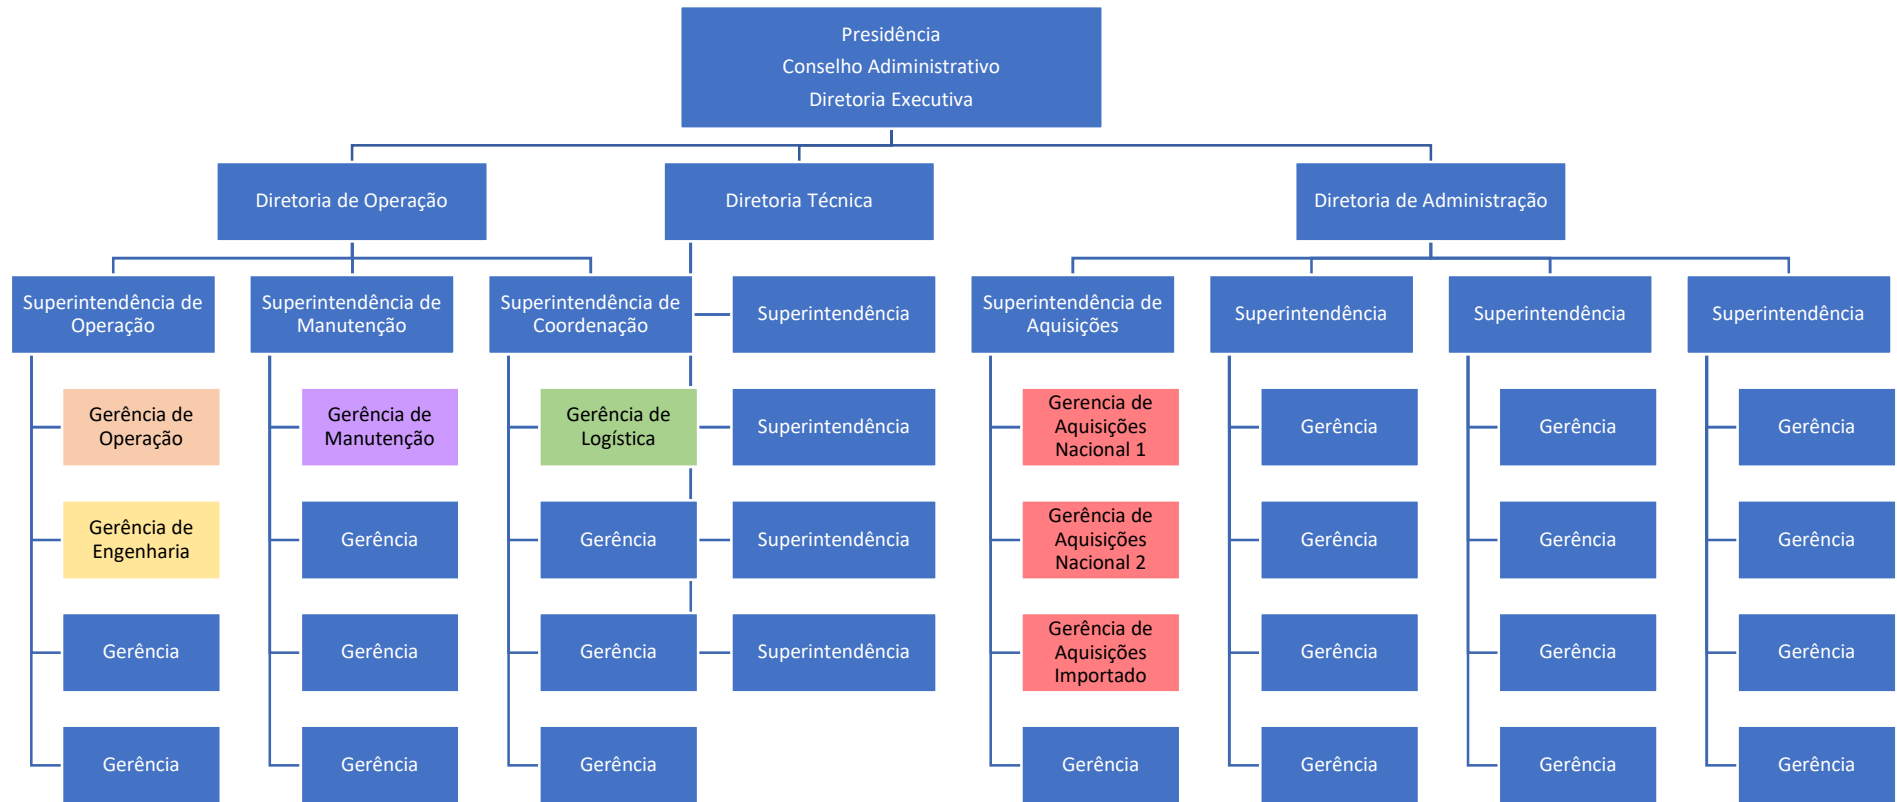 Presidência
Conselho Adiministrativo
Diretoria Executiva
Diretoria de Operação
Diretoria Técnica
Diretoria de Administração
Superintendência de
Operação
Superintendência de
Manutenção
Superintendência de
Coordenação
Superintendência
Superintendência de
Aquisições
Superintendência
Superintendência
Superintendência
Gerência de
Operação
Gerência de
Manutenção
Gerência de
Logística
Superintendência
Gerencia de
Aquisições
Nacional 1
Gerência
Gerência
Gerência
Gerência de
Engenharia
Gerência
Gerência
Superintendência
Gerência de
Aquisições
Nacional 2
Gerência
Gerência
Gerência
Gerência
Gerência
Gerência
Superintendência
Gerência de
Aquisições
Importado
Gerência
Gerência
Gerência
Gerência
Gerência
Gerência
Gerência
Gerência
Gerência
Gerência